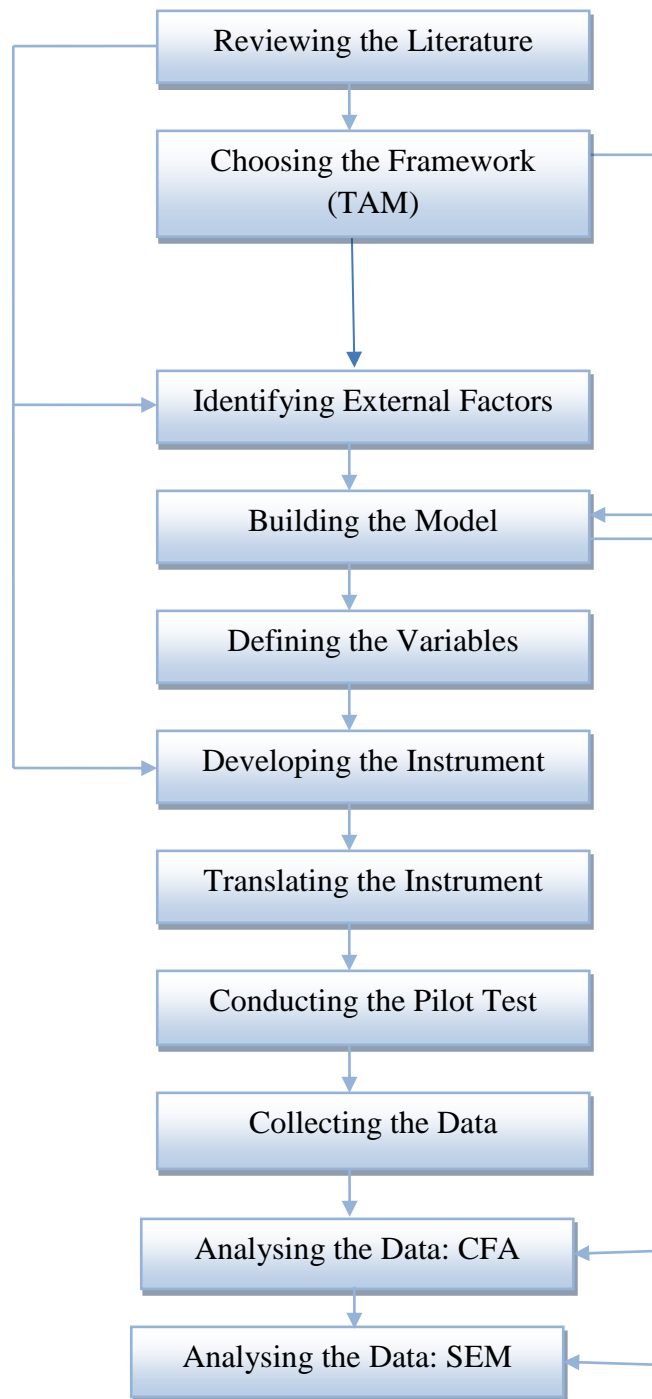 Reviewing the Literature
Choosing the Framework
(TAM)
Identifying External Factors
Building the Model
Defining the Variables
Developing the Instrument
Translating the Instrument
Conducting the Pilot Test
Collecting the Data
Analysing the Data: CFA
Analysing the Data: SEM